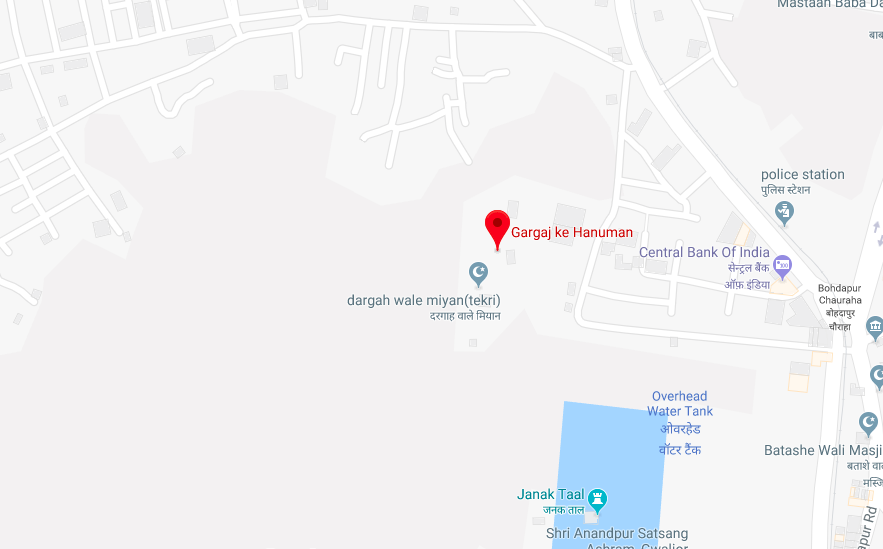 Mastaan Baba Da
बाब
police station
पुलिस स्टेशन
Gargaj ke Hanuman
Central Bank Of India
सेन्ट्रल बैंक
ऑफ़ इंडिया
dargah wale miyan(tekri)
दरगाह वाले मियान
Bohdapur
Chauraha
बोहदापुर
चौराहा
Overhead
Water Tank
ओवरहेड
वॉटर टैंक
Batashe Wali Masji
बताशे वा
मस्जि
Janak Taal
जनक ताल
Shri Anandpur Satsang
Ashram, Gwalior
apur Rd